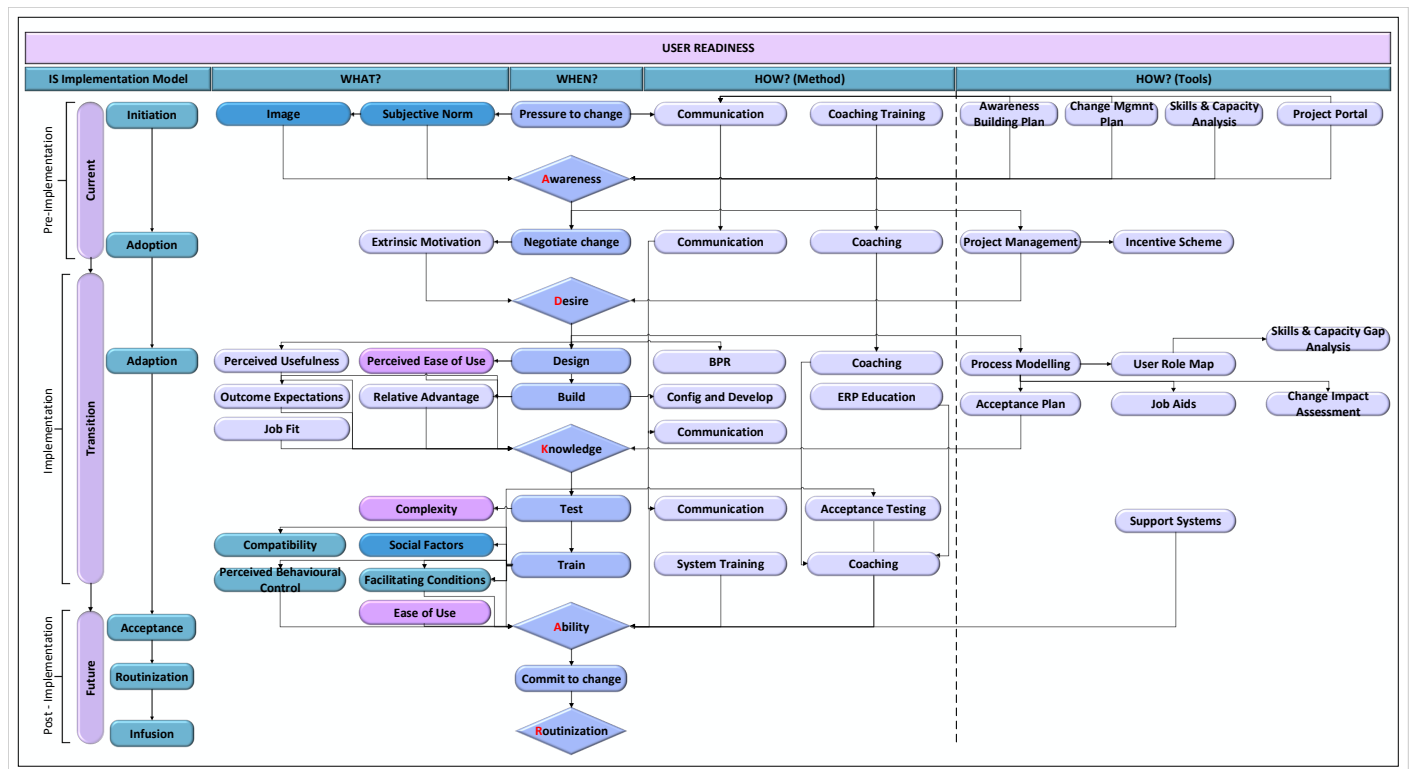 USER READINESS
IS Implementation Model
WHAT?
WHEN?
HOW? (Method)
HOW? (Tools)
Pre-Implementation
Current
Initiation
Image
Subjective Norm
Pressure to change
Communication
Coaching Training
Awareness
Building Plan
Change Mgmnt
Plan
Skills & Capacity
Analysis
Project Portal
Awareness
Adoption
Extrinsic Motivation
Negotiate change
Communication
Coaching
Project Management
Incentive Scheme
Desire
Implementation
Transition
Adaption
Perceived Usefulness
Perceived Ease of Use
Design
BPR
Coaching
Process Modelling
User Role Map
Skills & Capacity Gap
Analysis
Outcome Expectations
Relative Advantage
Build
Config and Develop
ERP Education
Acceptance Plan
Job Aids
Change Impact
Assessment
Job Fit
Communication
Knowledge
Complexity
Test
Communication
Acceptance Testing
Support Systems
Compatibility
Social Factors
Train
System Training
Coaching
Perceived Behavioural
Control
Facilitating Conditions
Ease of Use
Post - Implementation
Future
Acceptance
Ability
Routinization
Commit to change
Infusion
Routinization